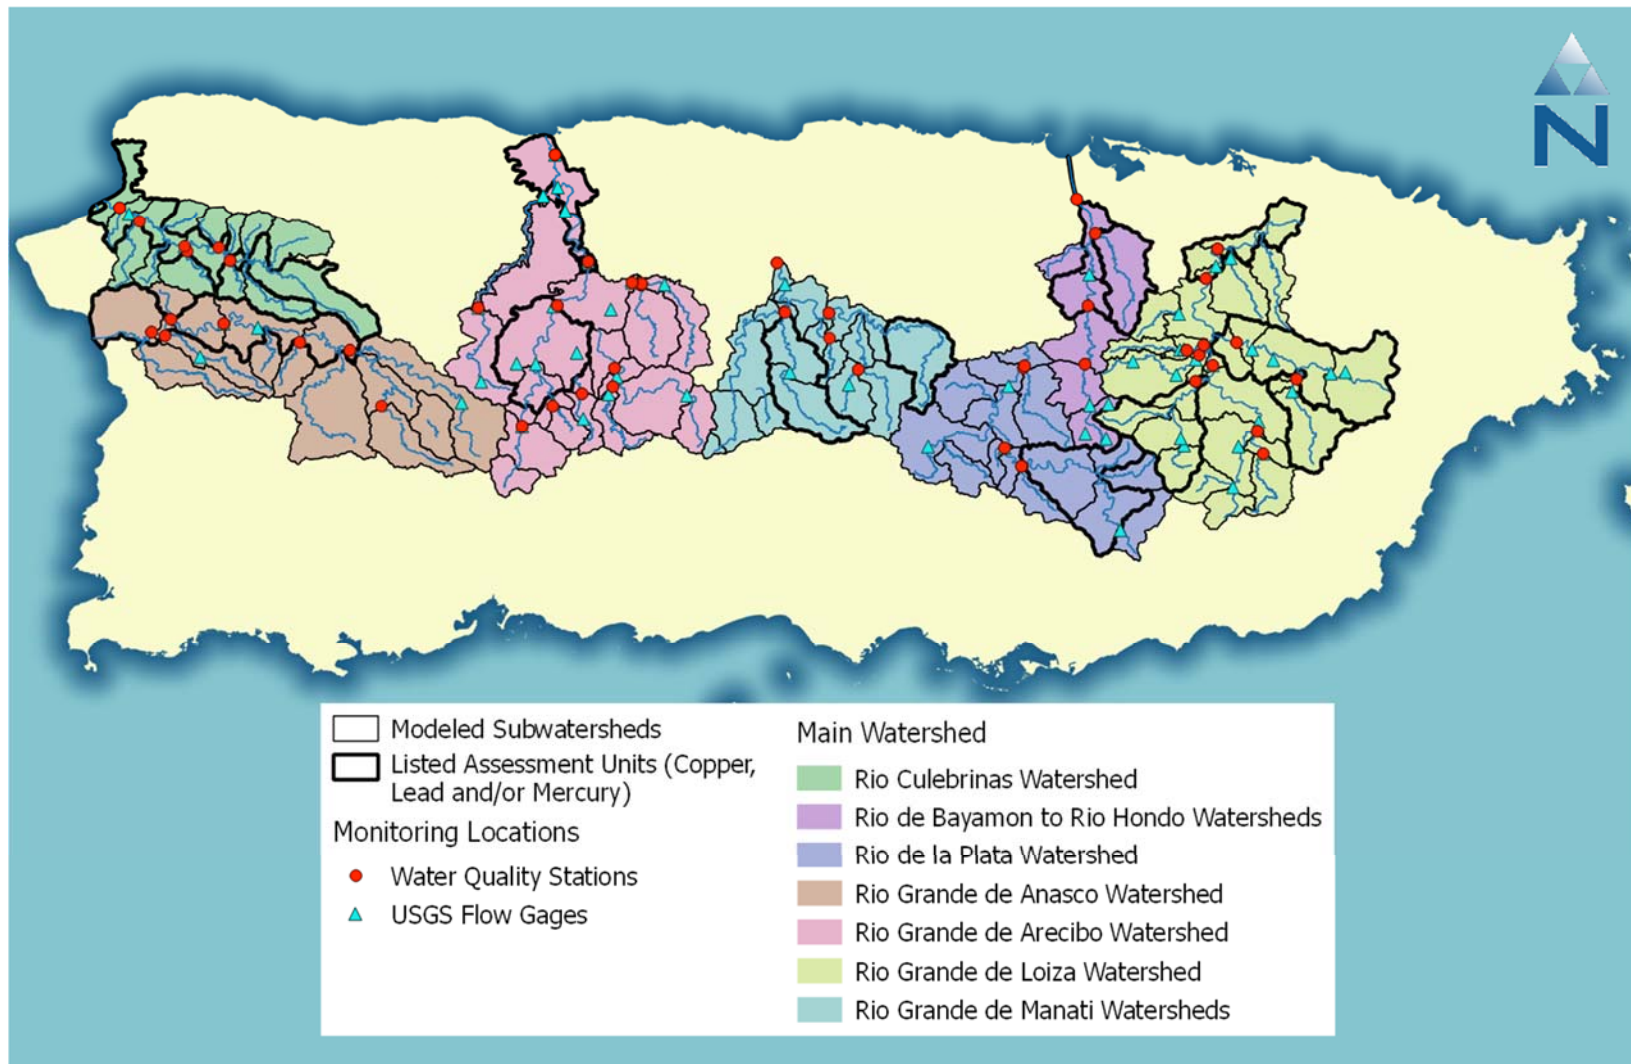 N
Modeled Subwatersheds
Listed Assessment Units (Copper,
Lead and/or Mercury)
Monitoring Locations
Water Quality Stations
USGS Flow Gages
Main Watershed
Rio Culebrinas Watershed
Rio de Bayamon to Rio Hondo Watersheds
Rio de la Plata Watershed
Rio Grande de Anasco Watershed
Rio Grande de Arecibo Watershed
Rio Grande de Loiza Watershed
Rio Grande de Manati Watersheds